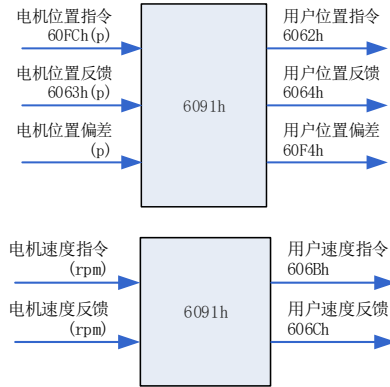 电机位置指令
60FCh(p)
用户位置指令
6062h
电机位置反馈
6063h(p)
用户位置反馈
6064h
6091h
电机位置偏差
(p)
用户位置偏差
60F4h
电机速度指令
(rpm)
用户速度指令
606Bh
6091h
电机速度反馈
(rpm)
用户速度反馈
606Ch